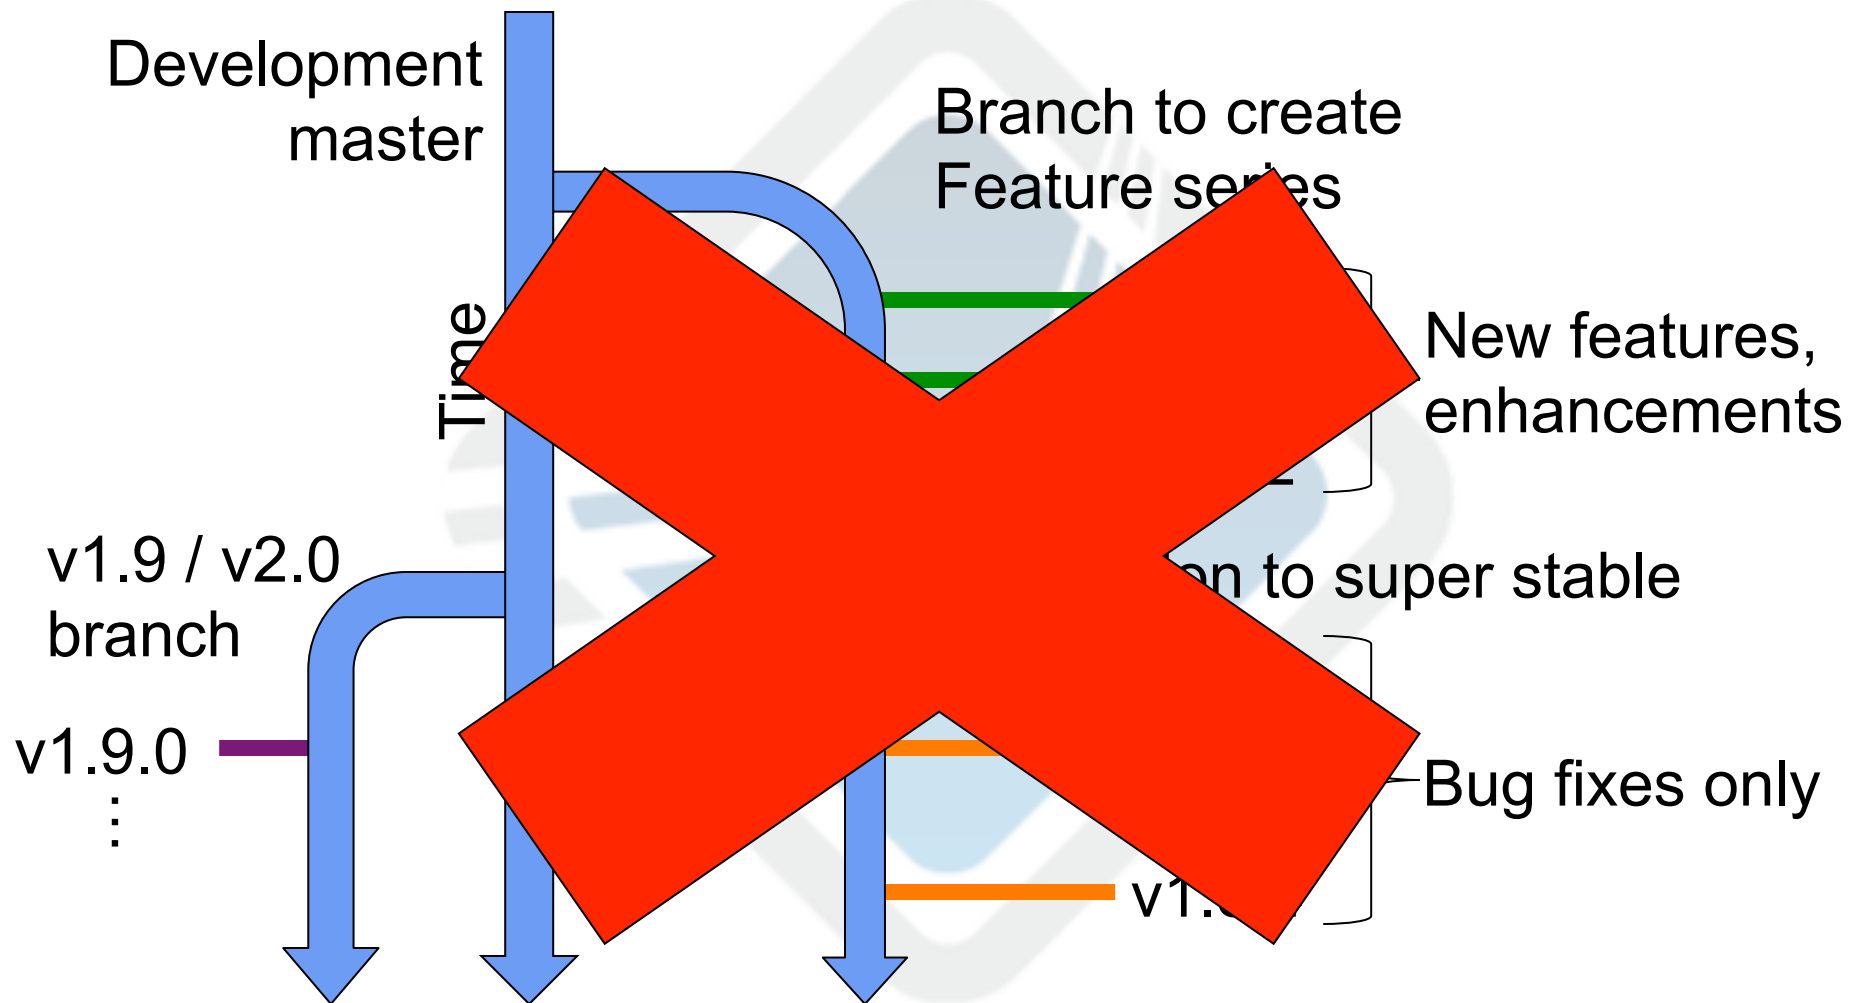 Development
master
Branch to create
Feature series
Time
New features,
enhancements
v1.9 / v2.0
branch
to super stable
v1.9.0
⋮
Bug fixes only